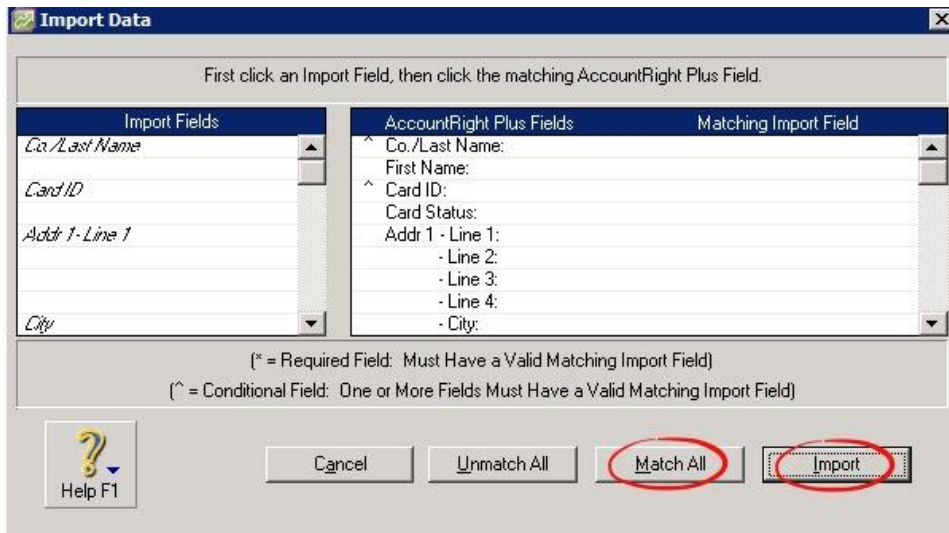 Import Data
First click an Import Field, then click the matching AccountRight Plus Field.
Import Fields
Co./Last Name
Card ID
Addr 1- Line 1
City
AccountRight Plus Fields Matching Import Field
^ Co./Last Name:
First Name:
^ Card ID:
Card Status:
Addr 1 - Line 1:
- Line 2:
- Line 3:
- Line 4:
- City:
(* = Required Field: Must Have a Valid Matching Import Field)
(^ = Conditional Field: One or More Fields Must Have a Valid Matching Import Field)
Help F1
Cancel
Unmatch All
Match All
Import